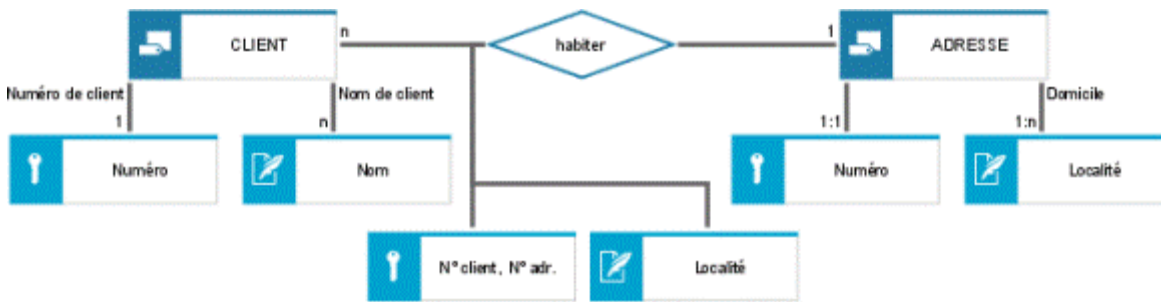 CLIENT
n
habiter
1
ADRESSE
Numéro de client
Nom de client
Domicile
1
n
1:1
1:n
Numéro
Nom
Numéro
Localité
N° client, N° adr.
Localité